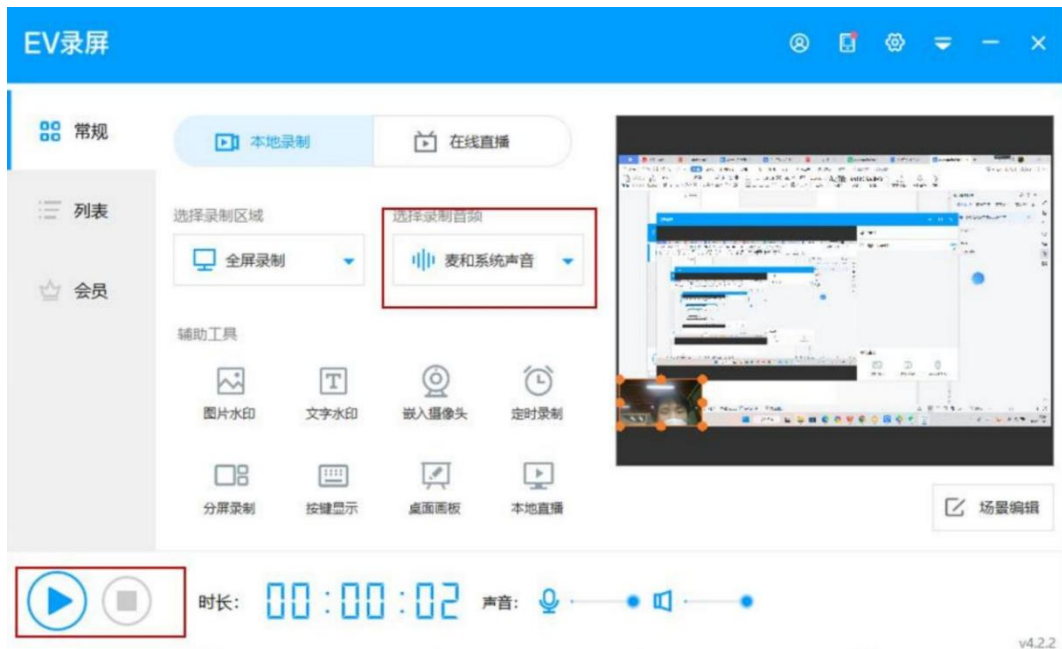 EV录屏
常规
列表
会员
本地录制
在线直播
选择录制区域
选择录制音频
全屏录制
麦和系统声音
辅助工具
图片水印
文字水印
嵌入摄像头
定时录制
分屏录制
按键显示
桌面画板
本地直播
场景编辑
时长: 00:00:02 声音:
v4.2.2